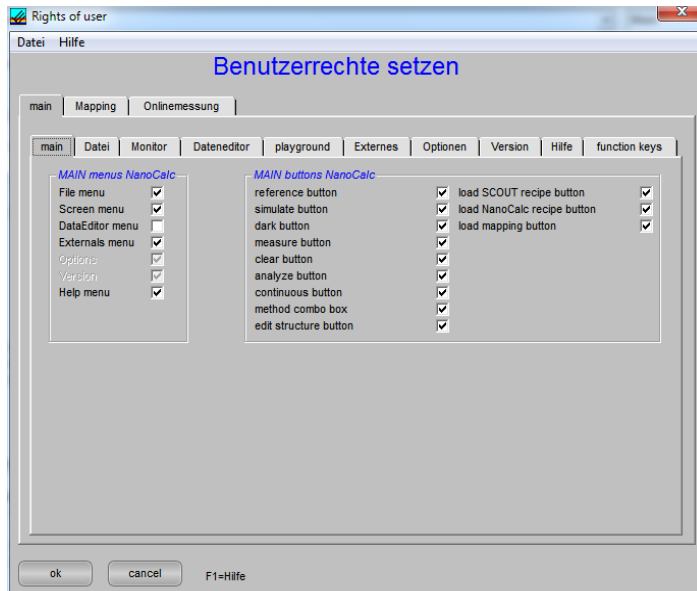 Rights of user
Datei Hilfe
Benutzerrechte setzen
main Mapping Onlinemessung
main Datei Monitor Dateneditor playground Externes Optionen Version Hilfe function keys
MAIN menus NanoCalc
File menu
Screen menu
DataEditor menu
Externals menu
Options
Version
Help menu
MAIN buttons NanoCalc
reference button
simulate button
dark button
measure button
clear button
analyze button
continuous button
method combo box
edit structure button
load SCOUT recipe button
load NanoCalc recipe button
load mapping button
ok cancel F1=Hilfe